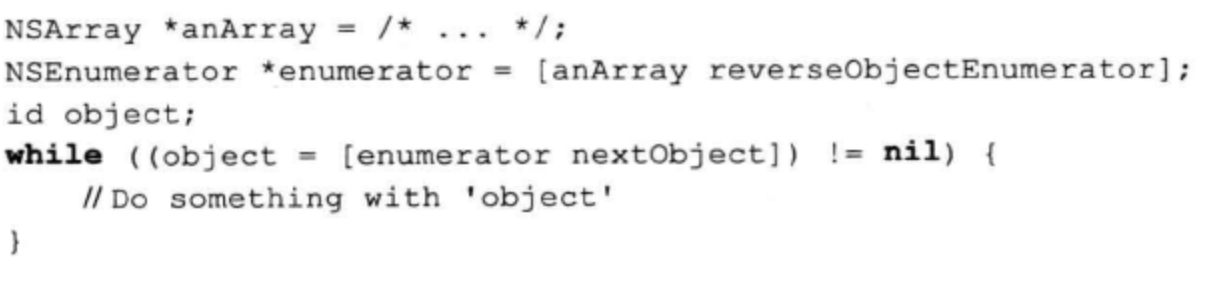 NSArray *anArray = /* ... */;
NSEnumerator *enumerator = [anArray reverseObjectEnumerator];
id object;
while ((object = [enumerator nextObject]) != nil) {
    // Do something with 'object'
}